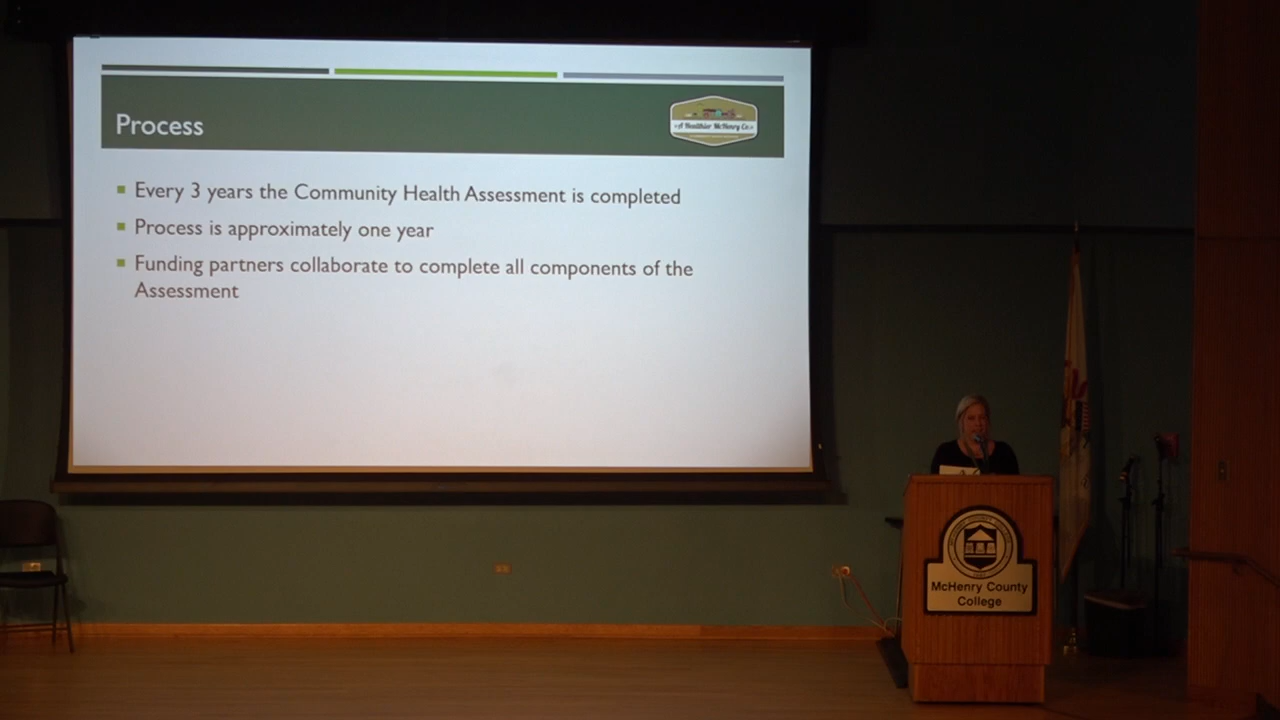 Process
A Healthier McHenry Co.
Every 3 years the Community Health Assessment is completed
Process is approximately one year
Funding partners collaborate to complete all components of the
Assessment
McHenry County
College